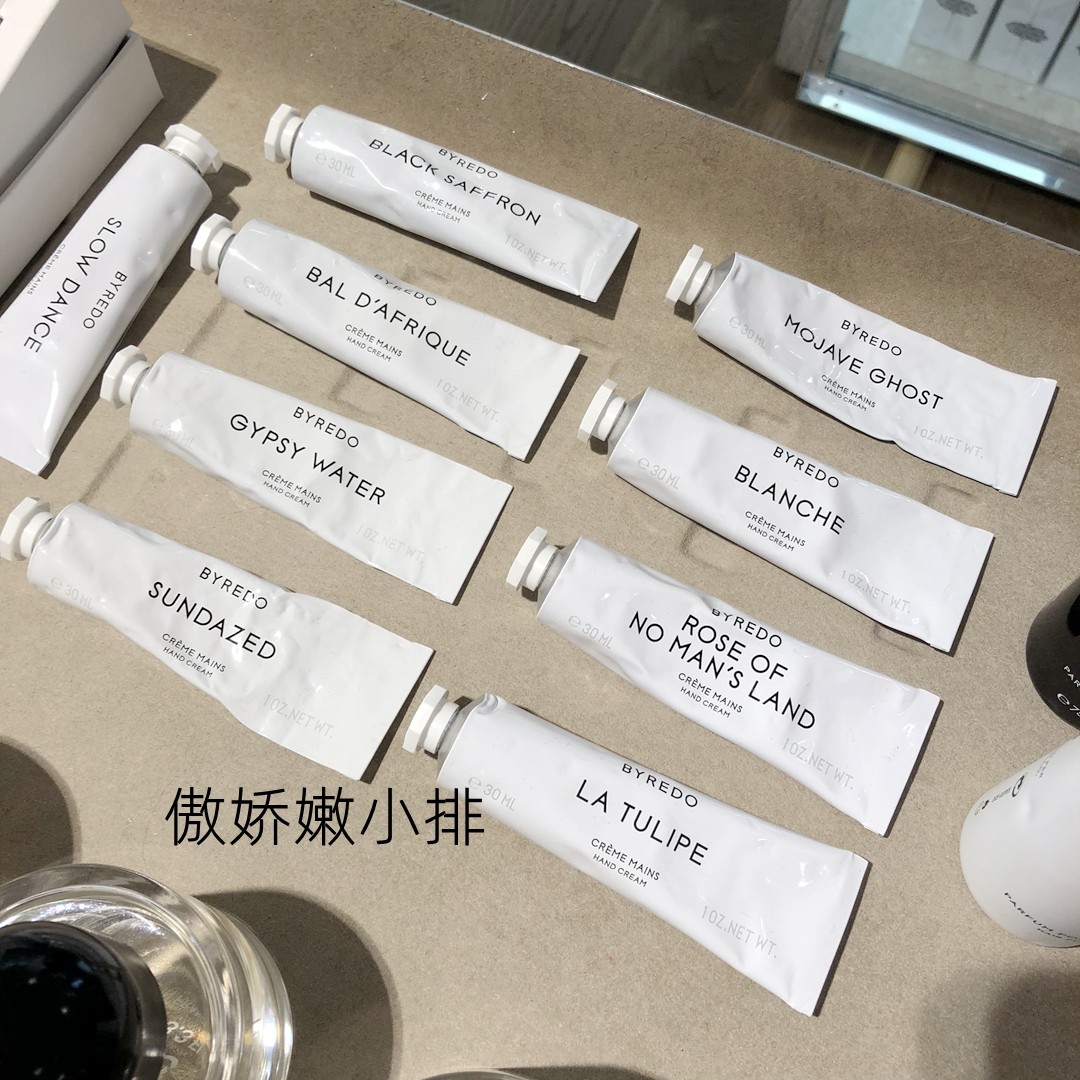 BYREDO
BLACK SAFFRON
CRÈME MAINS
HAND CREAM
℮ 30 ML
1 OZ. NET WT.
BYREDO
SLOW DANCE
CRÈME MAINS
BYREDO
BAL D'AFRIQUE
CRÈME MAINS
HAND CREAM
℮ 30 ML
1 OZ. NET WT.
BYREDO
MOJAVE GHOST
CRÈME MAINS
HAND CREAM
℮ 30 ML
1 OZ. NET WT.
BYREDO
GYPSY WATER
CRÈME MAINS
HAND CREAM
℮ 30 ML
1 OZ. NET WT.
BYREDO
BLANCHE
CRÈME MAINS
HAND CREAM
℮ 30 ML
1 OZ. NET WT.
BYREDO
SUNDAZED
CRÈME MAINS
HAND CREAM
℮ 30 ML
1 OZ. NET WT.
BYREDO
ROSE OF
NO MAN'S LAND
CRÈME MAINS
HAND CREAM
℮ 30 ML
1 OZ. NET WT.
BYREDO
LA TULIPE
CRÈME MAINS
HAND CREAM
℮ 30 ML
1 OZ. NET WT.
傲娇嫩小排